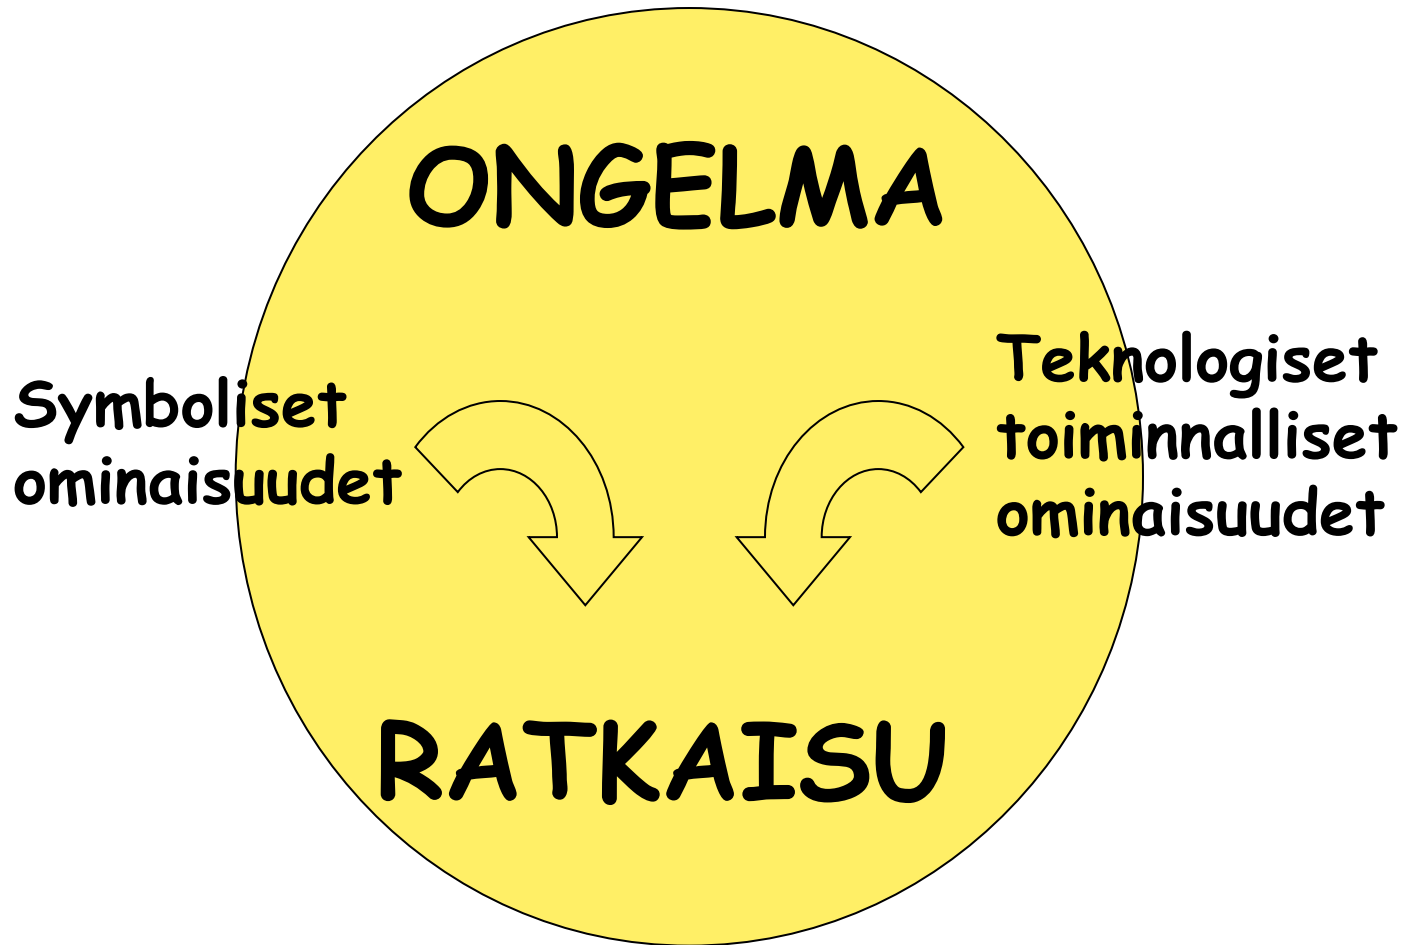 ONGELMA
Symboliset
ominaisuudet
Teknologiset
toiminnalliset
ominaisuudet
RATKAISU